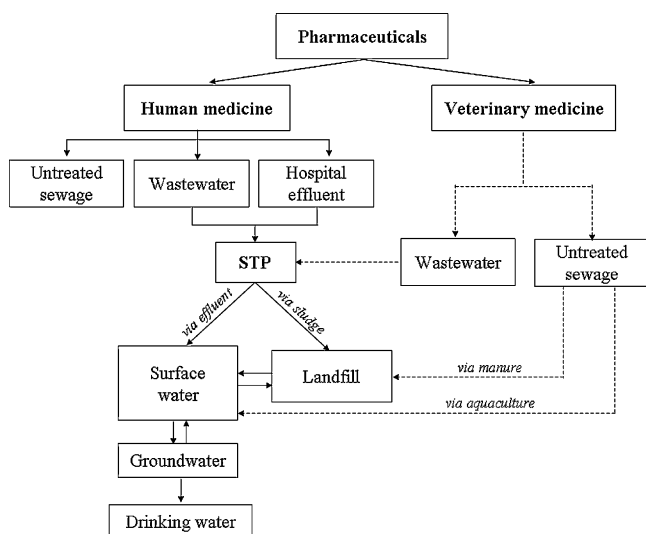 Pharmaceuticals
Human medicine
Veterinary medicine
Untreated
sewage
Wastewater
Hospital
effluent
STP
Wastewater
Untreated
sewage
via effluent
via sludge
Surface
water
Landfill
via manure
via aquaculture
Groundwater
Drinking water